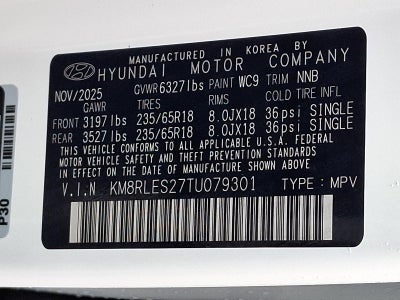 MANUFACTURED IN KOREA BY
HYUNDAI MOTOR COMPANY
NOV/2025 GVWR 6327lbs PAINT WC9 TRIM NNB
GAWR TIRES RIMS COLD TIRE INFL
FRONT 3197lbs 235/65R18 8.0JX18 36psi SINGLE
REAR 3527lbs 235/65R18 8.0JX18 36psi SINGLE
THIS VEHICLE CONFORMS TO ALL APPLICABLE U.S.A. FEDERAL
MOTOR VEHICLE SAFETY AND THEFT PREVENTION STANDARDS
IN EFFECT ON THE DATE OF MANUFACTURE SHOWN ABOVE.
V.I.N KM8RLES27TU079301 TYPE : MPV
P30